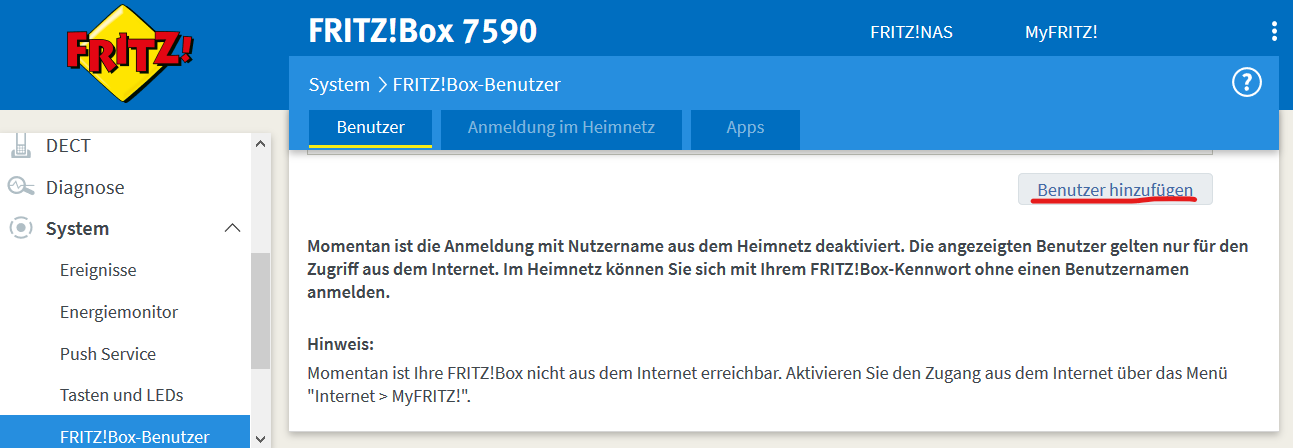 FRITZ!
FRITZ!Box 7590
FRITZ!NAS
MyFRITZ!
System > FRITZ!Box-Benutzer
?
Benutzer
Anmeldung im Heimnetz
Apps
DECT
Diagnose
System
Ereignisse
Energiemonitor
Push Service
Tasten und LEDs
FRITZ!Box-Benutzer
Benutzer hinzufügen
Momentan ist die Anmeldung mit Nutzername aus dem Heimnetz deaktiviert. Die angezeigten Benutzer gelten nur für den
Zugriff aus dem Internet. Im Heimnetz können Sie sich mit Ihrem FRITZ!Box-Kennwort ohne einen Benutzernamen
anmelden.
Hinweis:
Momentan ist Ihre FRITZ!Box nicht aus dem Internet erreichbar. Aktivieren Sie den Zugang aus dem Internet über das Menü
"Internet > MyFRITZ!".